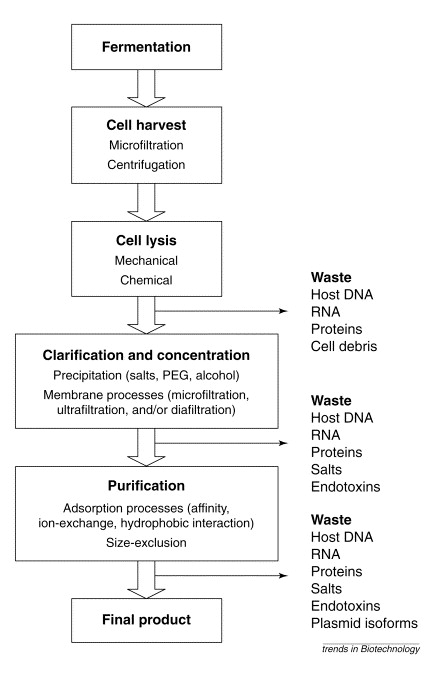 Fermentation
Cell harvest
Microfiltration
Centrifugation
Cell lysis
Mechanical
Chemical
Waste
Host DNA
RNA
Proteins
Cell debris
Clarification and concentration
Precipitation (salts, PEG, alcohol)
Membrane processes (microfiltration,
ultrafiltration, and/or diafiltration)
Waste
Host DNA
RNA
Proteins
Salts
Endotoxins
Purification
Adsorption processes (affinity,
ion-exchange, hydrophobic interaction)
Size-exclusion
Waste
Host DNA
RNA
Proteins
Salts
Endotoxins
Plasmid isoforms
Final product
trends in Biotechnology